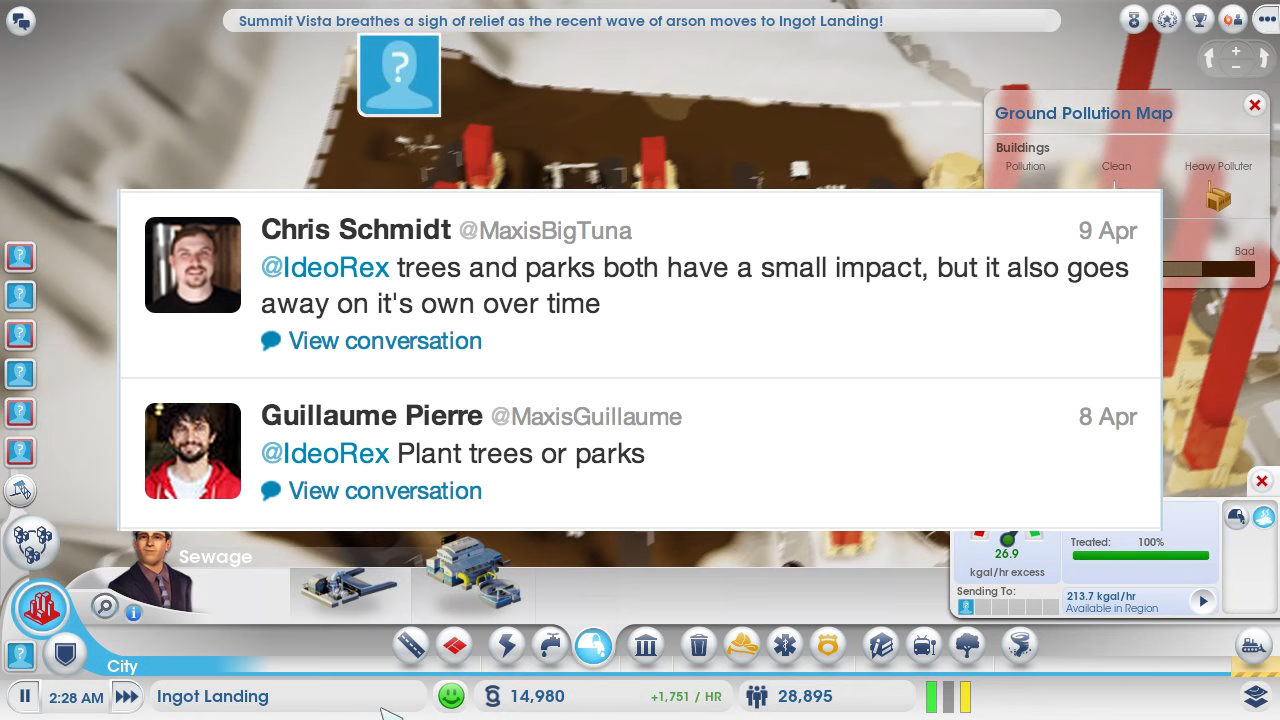 Summit Vista breathes a sigh of relief as the recent wave of arson moves to Ingot Landing!
Ground Pollution Map
Buildings
Pollution Clean Heavy Polluter
Bad
Chris Schmidt @MaxisBigTuna 9 Apr
@IdeoRex trees and parks both have a small impact, but it also goes
away on it's own over time
View conversation
Guillaume Pierre @MaxisGuillaume 8 Apr
@IdeoRex Plant trees or parks
View conversation
Sewage
26.9
kgal/hr excess
Treated: 100%
Sending To:
213.7 kgal/hr
Available in Region
City
2:28 AM
Ingot Landing
14,980
+1,751 / HR
28,895